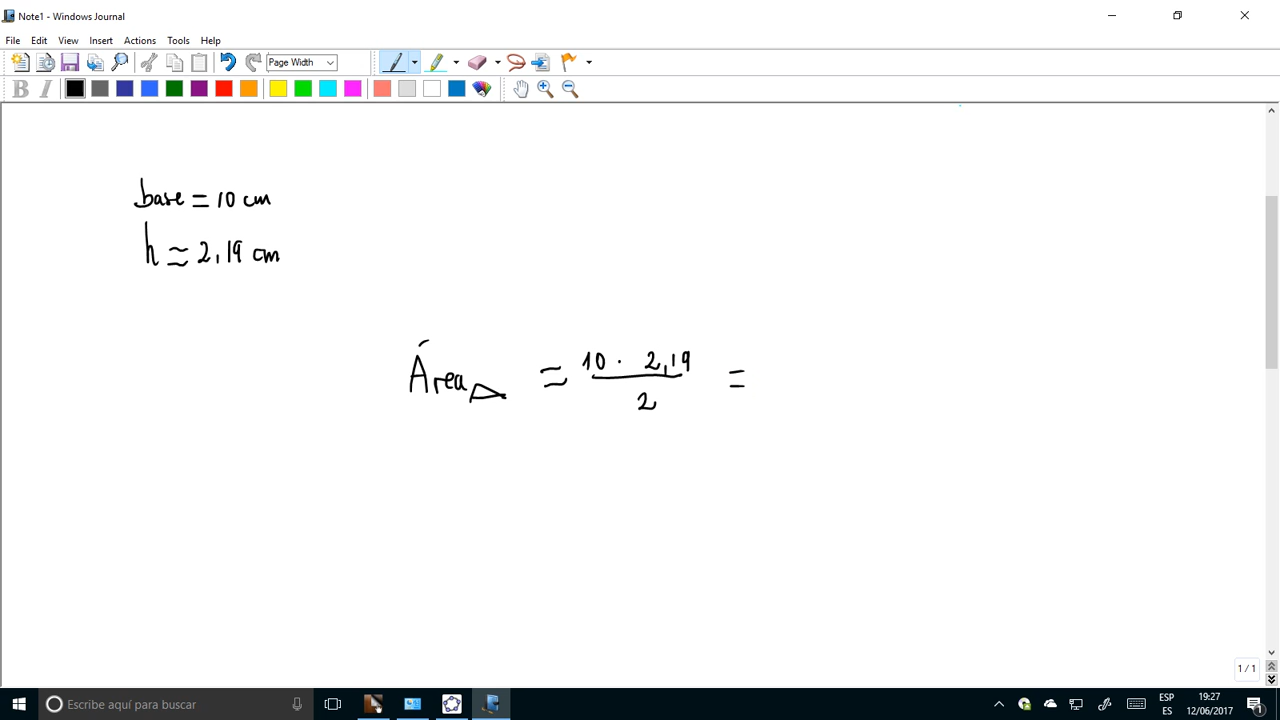 Note1 - Windows Journal
File Edit View Insert Actions Tools Help
Page Width
B I
base = 10 cm
h ≈ 2,19 cm
Área ≈ 10 · 2,19 / 2 =
1 / 1
Escribe aquí para buscar
ESP 19:27
ES 12/06/2017 1